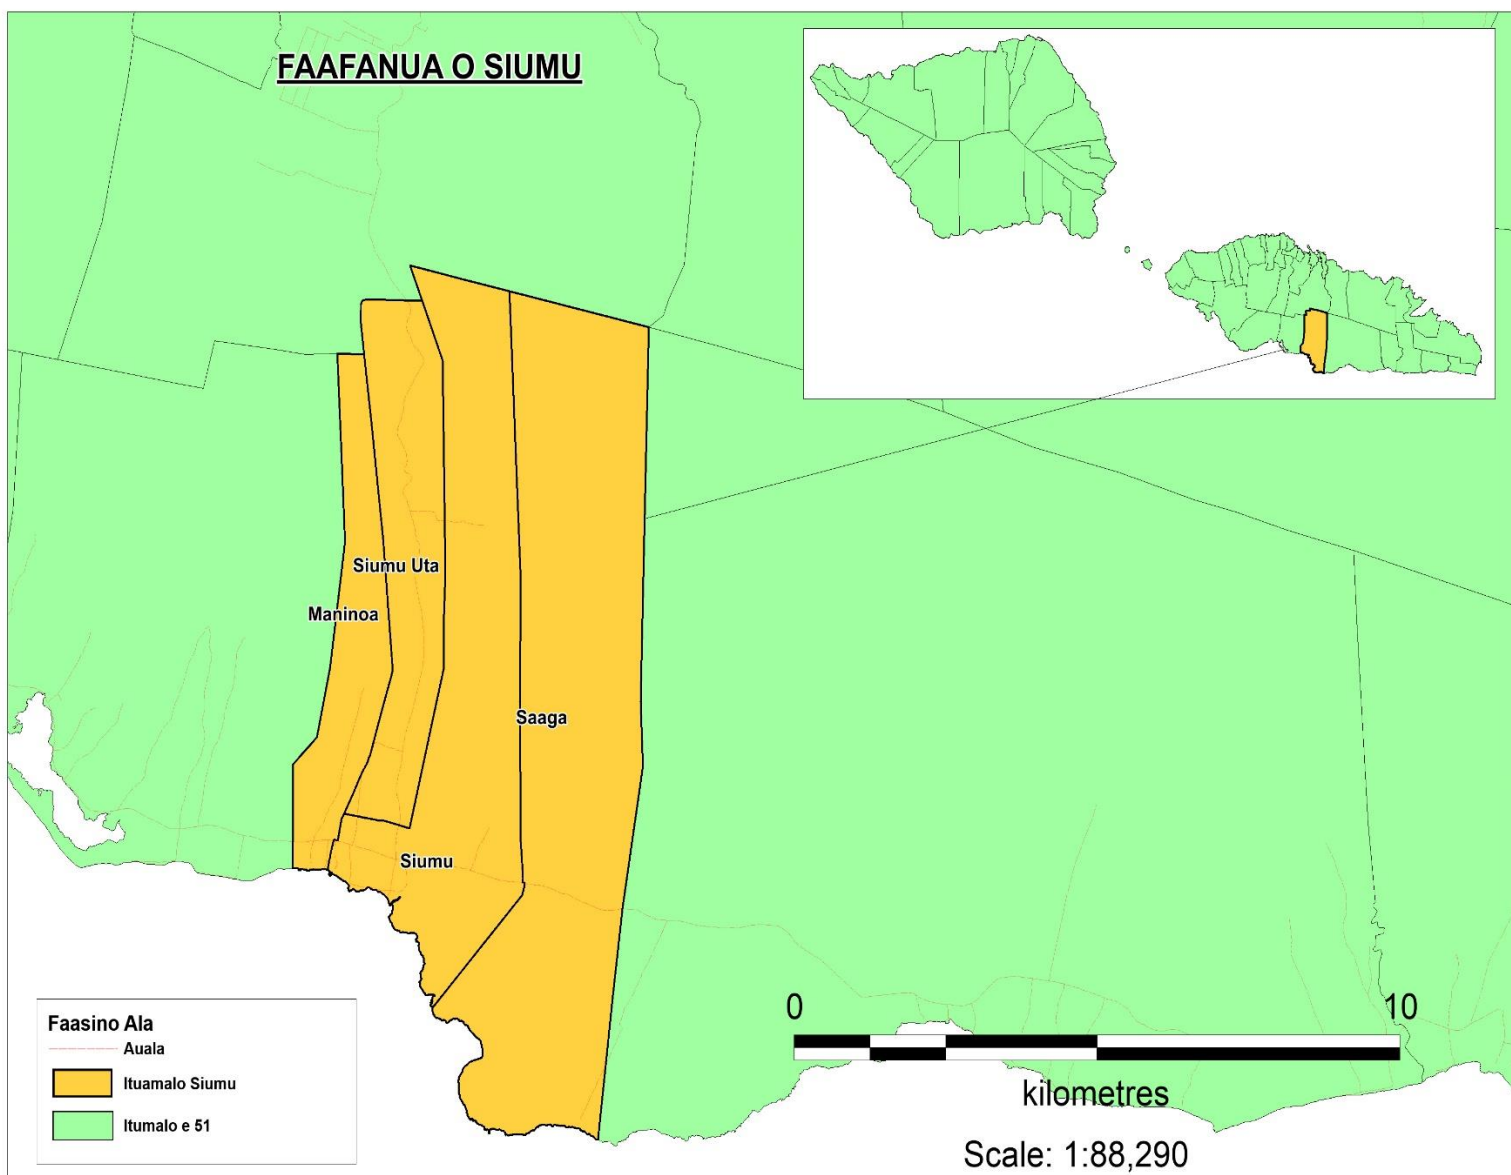 FAAFANUA O SIUMU
Siumu Uta
Maninoa
Saaga
Siumu
Faasino Ala
Auala
Ituamalo Siumu
Itumalo e 51
0 10
kilometres
Scale: 1:88,290